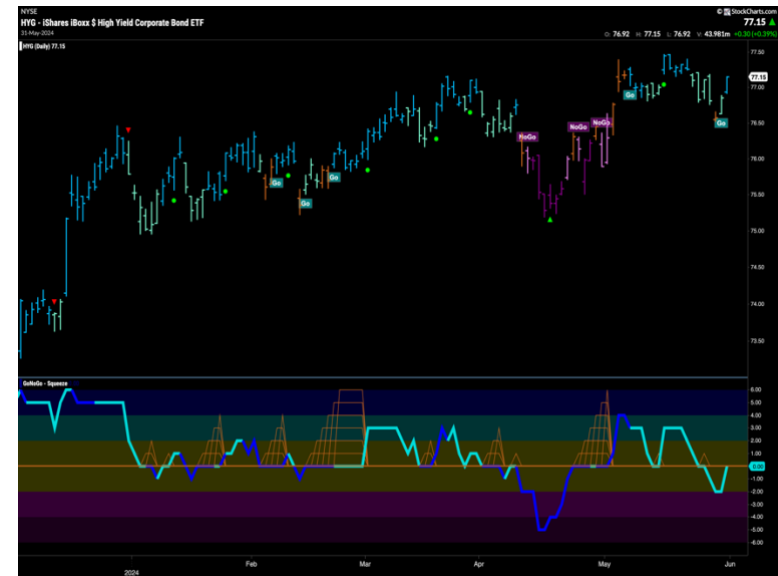 NYSE
© StockCharts.com
HYG - iShares iBoxx $ High Yield Corporate Bond ETF
77.15
31-May-2024
O: 76.92 H: 77.15 L: 76.92 V: 43.981m +0.30 (+0.39%)
HYG (Daily) 77.15
77.50
77.15
77.00
76.50
76.00
75.50
75.00
74.50
74.00
73.50
Go
Go
Go
NoGo
NoGo
NoGo
Go
Go
GoNoGo - Squeeze
6.00
5.00
4.00
3.00
2.00
1.00
0.00
-1.00
-2.00
-3.00
-4.00
-5.00
-6.00
2024
Feb
Mar
Apr
May
Jun